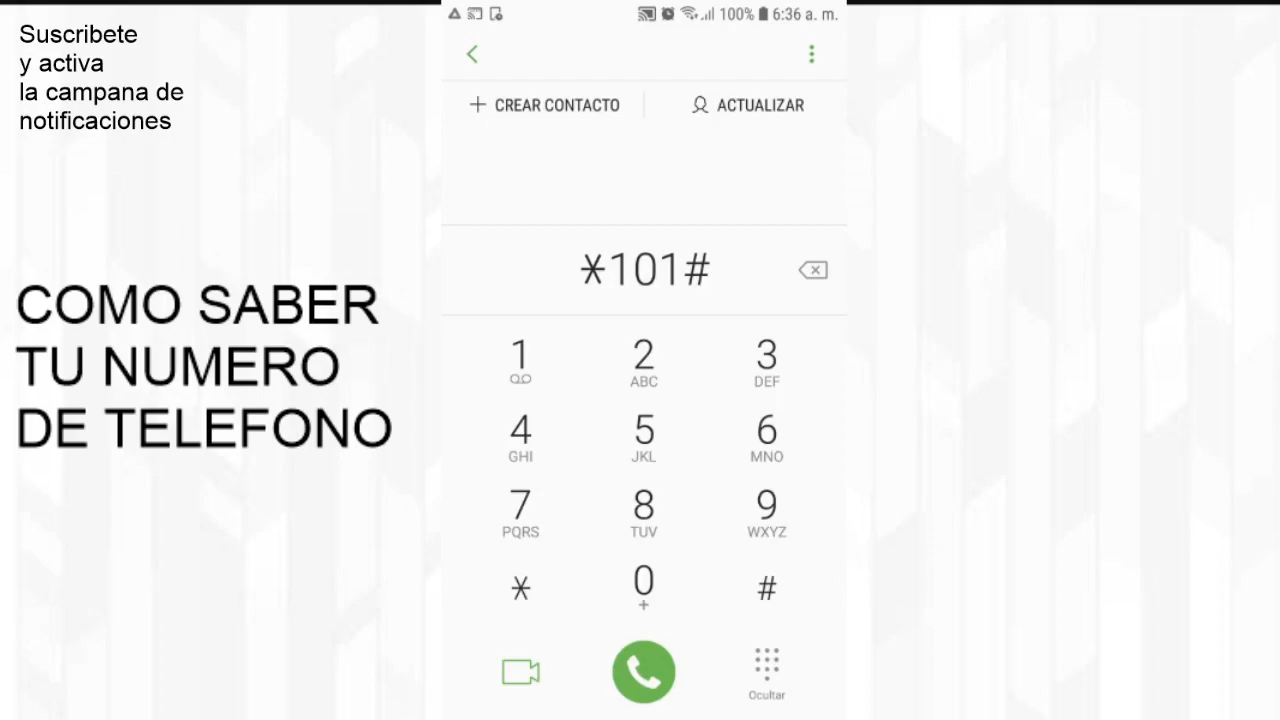 Suscribete
y activa
la campana de
notificaciones
COMO SABER
TU NUMERO
DE TELEFONO
100% 6:36 a. m.
CREAR CONTACTO ACTUALIZAR
*101#
1 2 3
ABC DEF
4 5 6
GHI JKL MNO
7 8 9
PQRS TUV WXYZ
* 0 #
+
Ocultar